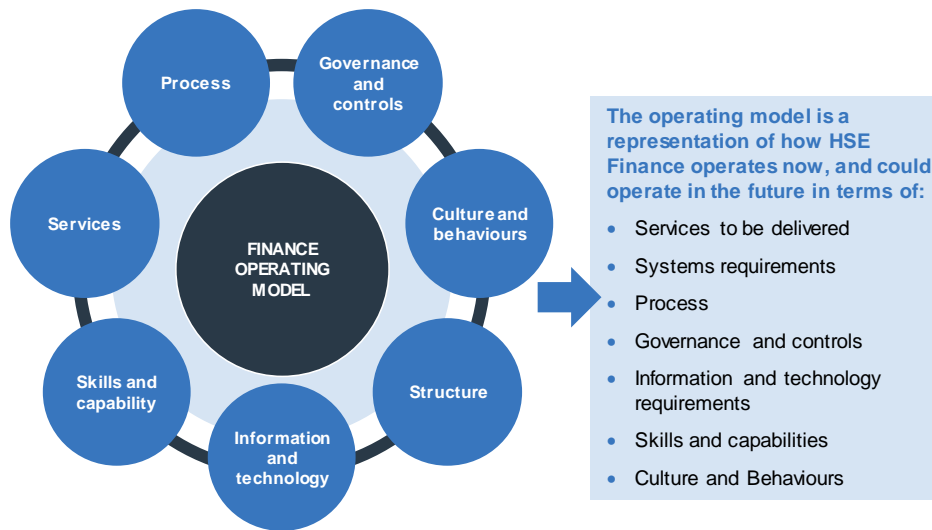 Governance
and
controls
Process
Culture and
behaviours
Services
FINANCE
OPERATING
MODEL
Skills and
capability
Structure
Information
and
technology
The operating model is a
representation of how HSE
Finance operates now, and could
operate in the future in terms of:
• Services to be delivered
• Systems requirements
• Process
• Governance and controls
• Information and technology
requirements
• Skills and capabilities
• Culture and Behaviours